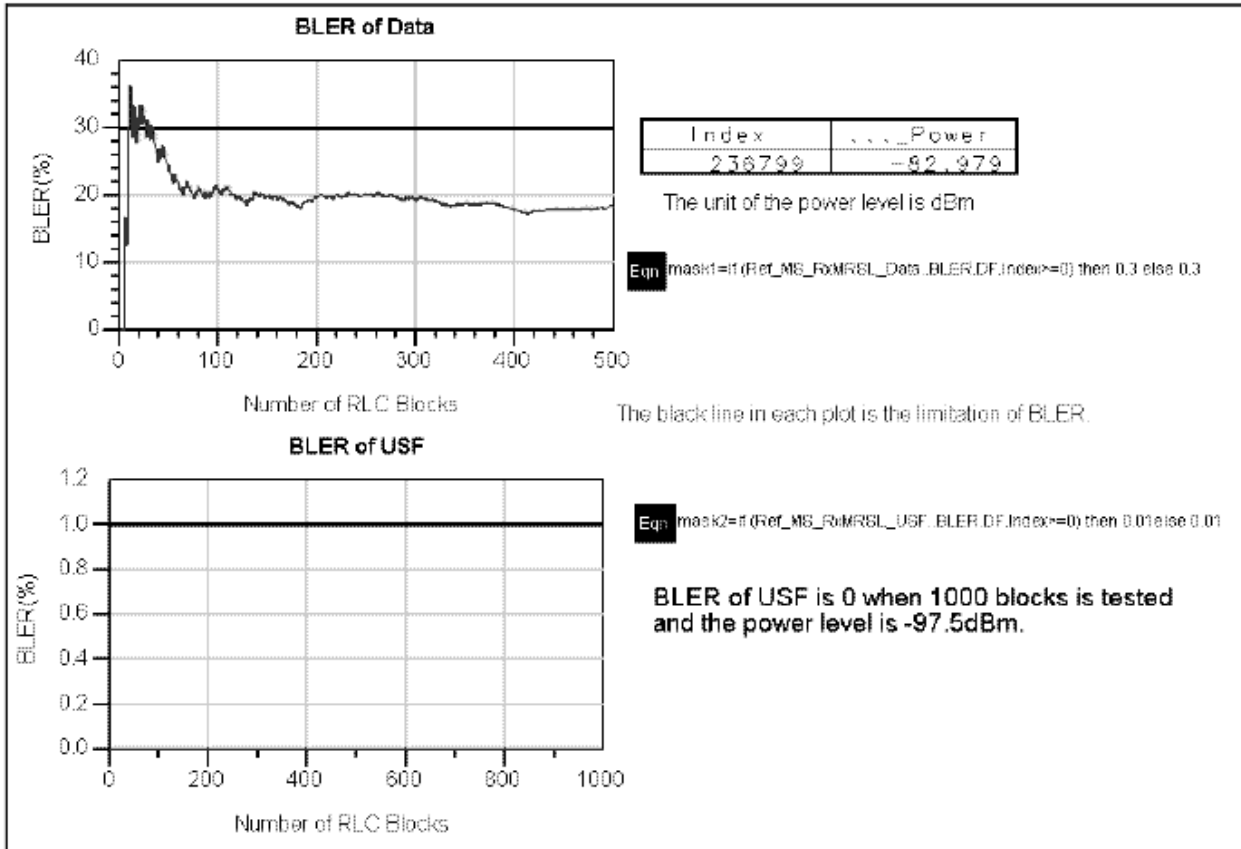 BLER of Data
40
30
20
10
0
BLER(%)
0 100 200 300 400 500
Number of RLC Blocks
Index ..._Power
236799 -82.979
The unit of the power level is dBm
Eqn mask1=if (Ref_MS_RxMRSL_Data..BLER.DF.Index>=0) then 0.3 else 0.3
The black line in each plot is the limitation of BLER.
BLER of USF
1.2
1.0
0.8
0.6
0.4
0.2
0.0
BLER(%)
0 200 400 600 800 1000
Number of RLC Blocks
Eqn mask2=if (Ref_MS_RxMRSL_USF..BLER.DF.Index>=0) then 0.01else 0.01
BLER of USF is 0 when 1000 blocks is tested
and the power level is -97.5dBm.